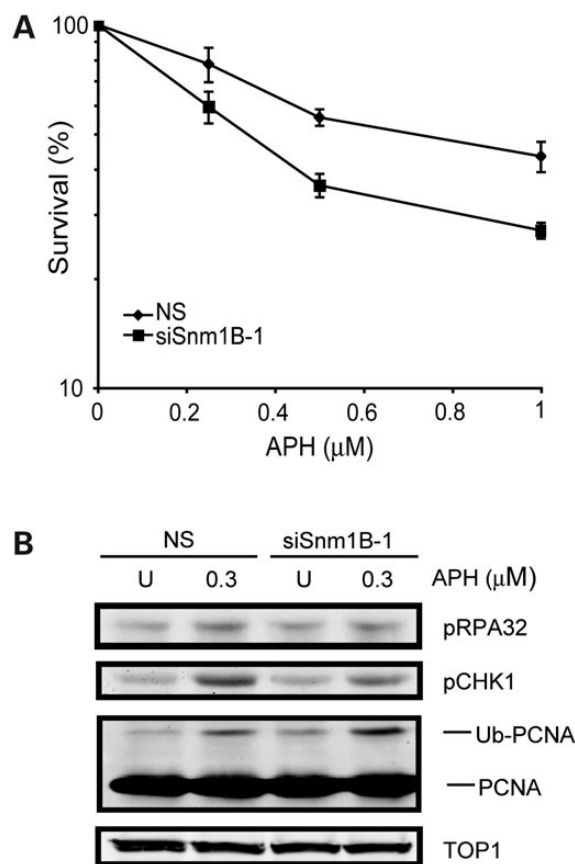 A
100
Survival (%)
NS
siSnm1B-1
10
0 0.2 0.4 0.6 0.8 1
APH (μM)
B
NS siSnm1B-1
U 0.3 U 0.3 APH (μM)
pRPA32
pCHK1
Ub-PCNA
PCNA
TOP1